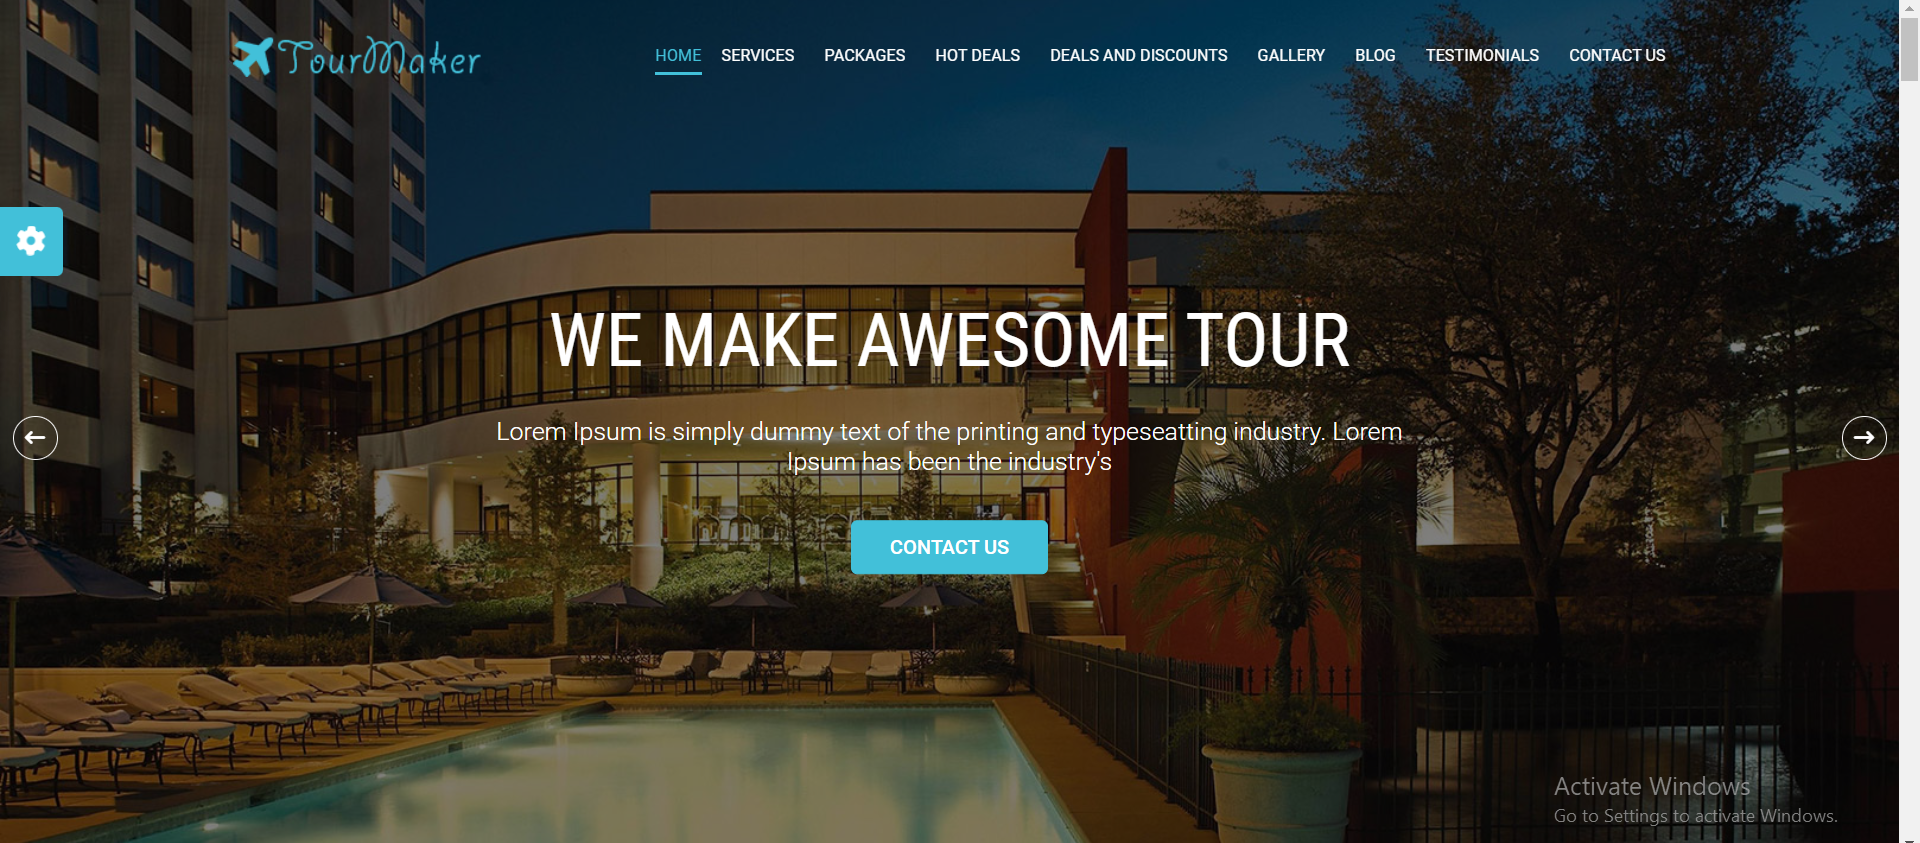 TourMaker
HOME SERVICES PACKAGES HOT DEALS DEALS AND DISCOUNTS GALLERY BLOG TESTIMONIALS CONTACT US
WE MAKE AWESOME TOUR
Lorem Ipsum is simply dummy text of the printing and typeseatting industry. Lorem
Ipsum has been the industry's
CONTACT US
Activate Windows
Go to Settings to activate Windows.